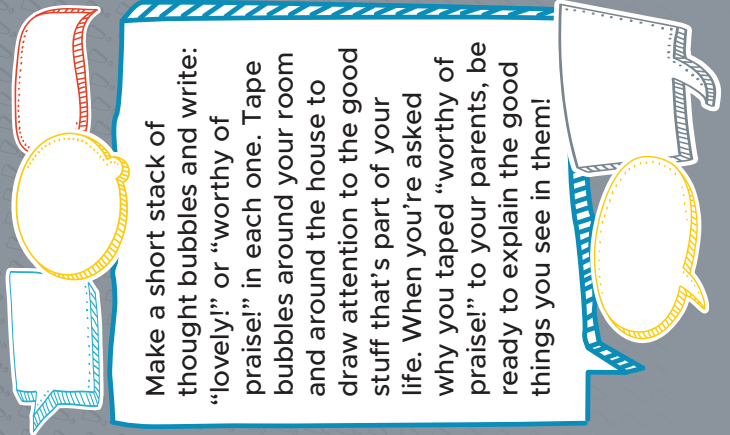 Make a short stack of
thought bubbles and write:
“lovely!” or “worthy of
praise!” in each one. Tape
bubbles around your room
and around the house to
draw attention to the good
stuff that’s part of your
life. When you’re asked
why you taped “worthy of
praise!” to your parents, be
ready to explain the good
things you see in them!